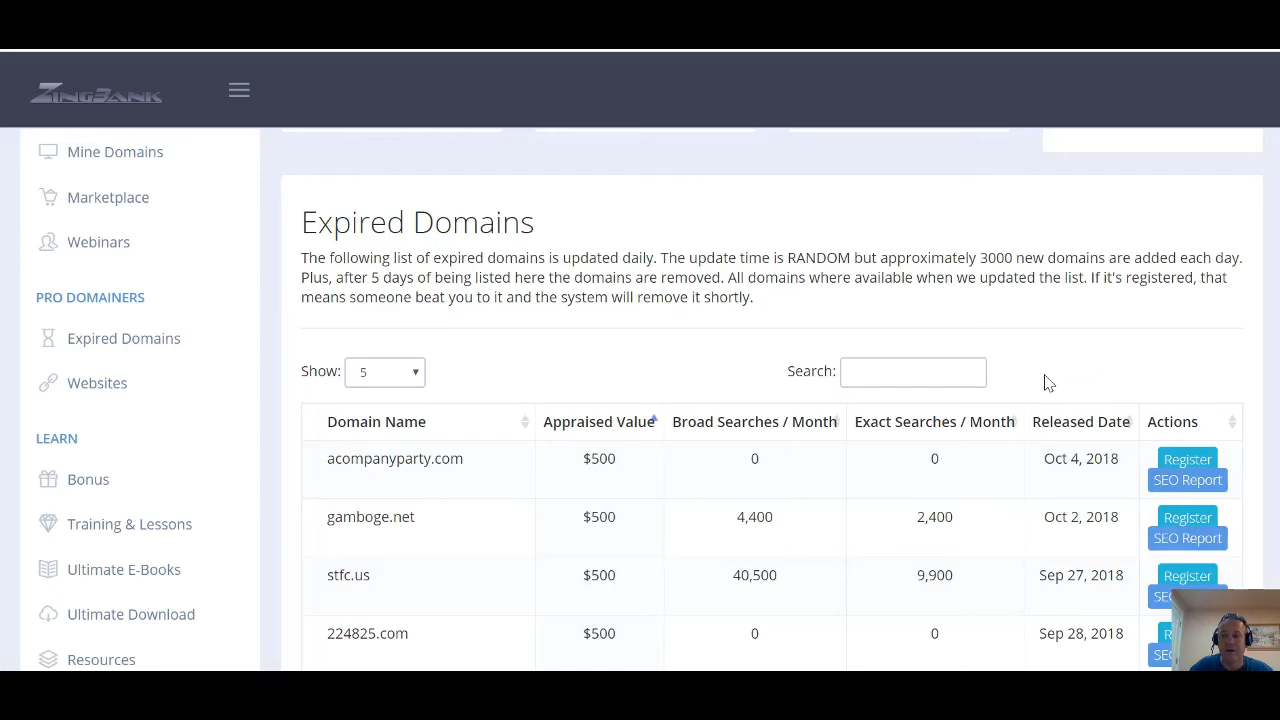 ZINGBANK
Mine Domains
Marketplace
Webinars
PRO DOMAINERS
Expired Domains
Websites
LEARN
Bonus
Training & Lessons
Ultimate E-Books
Ultimate Download
Resources
Expired Domains
The following list of expired domains is updated daily. The update time is RANDOM but approximately 3000 new domains are added each day.
Plus, after 5 days of being listed here the domains are removed. All domains where available when we updated the list. If it's registered, that
means someone beat you to it and the system will remove it shortly.
Show: 5 Search:
Domain Name Appraised Value Broad Searches / Month Exact Searches / Month Released Date Actions
acompanyparty.com $500 0 0 Oct 4, 2018 Register
SEO Report
gamboge.net $500 4,400 2,400 Oct 2, 2018 Register
SEO Report
stfc.us $500 40,500 9,900 Sep 27, 2018 Register
224825.com $500 0 0 Sep 28, 2018